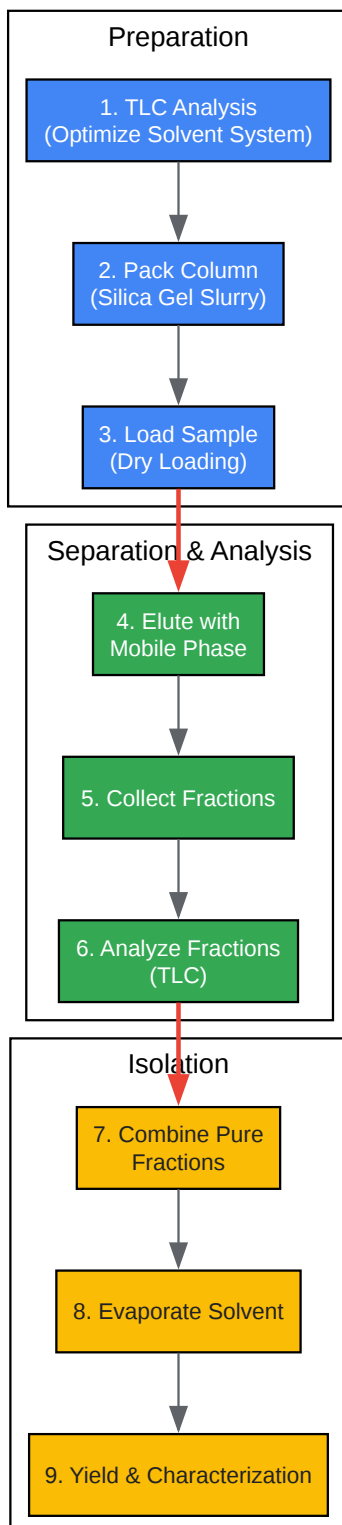 Preparation
1. TLC Analysis
(Optimize Solvent System)
2. Pack Column
(Silica Gel Slurry)
3. Load Sample
(Dry Loading)
Separation & Analysis
4. Elute with
Mobile Phase
5. Collect Fractions
6. Analyze Fractions
(TLC)
Isolation
7. Combine Pure
Fractions
8. Evaporate Solvent
9. Yield & Characterization